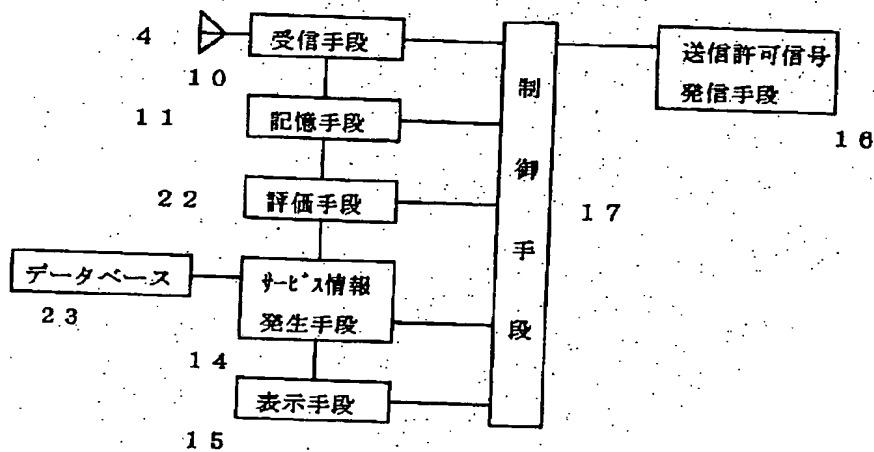 4
受信手段
10
記憶手段
11
評価手段
22
データベース
23
サービス情報
発生手段
14
表示手段
15
制御手段
17
送信許可信号
発信手段
16